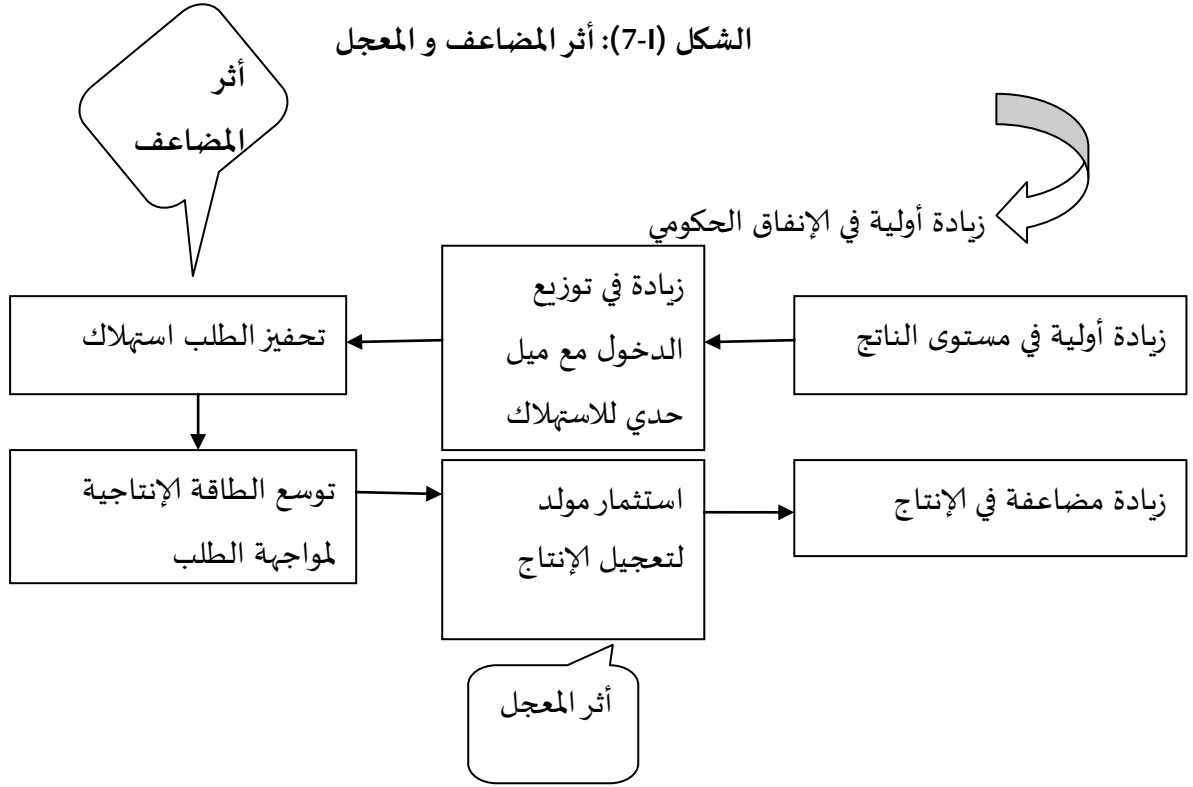 الشكل (I-7): أثر المضاعف و المعجل
أثر
المضاعف
زيادة أولية في الإنفاق الحكومي
زيادة أولية في مستوى الناتج
زيادة في توزيع
الدخول مع ميل
حدي للاستهلاك
تحفيز الطلب استهلاك
توسع الطاقة الإنتاجية
لمواجهة الطلب
استثمار مولد
لتعجيل الإنتاج
زيادة مضاعفة في الإنتاج
أثر المعجل